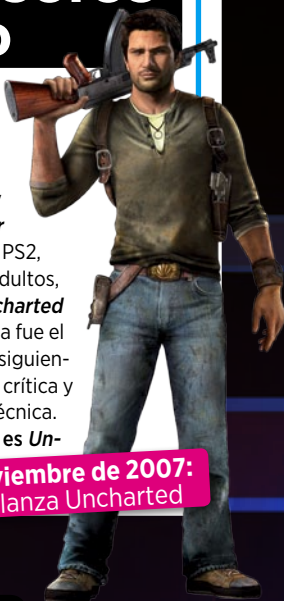 PS2,
dultos,
charted
a fue el
siguien-
crítica y
écnica.
es Un-
viembre de 2007:
lanza Uncharted